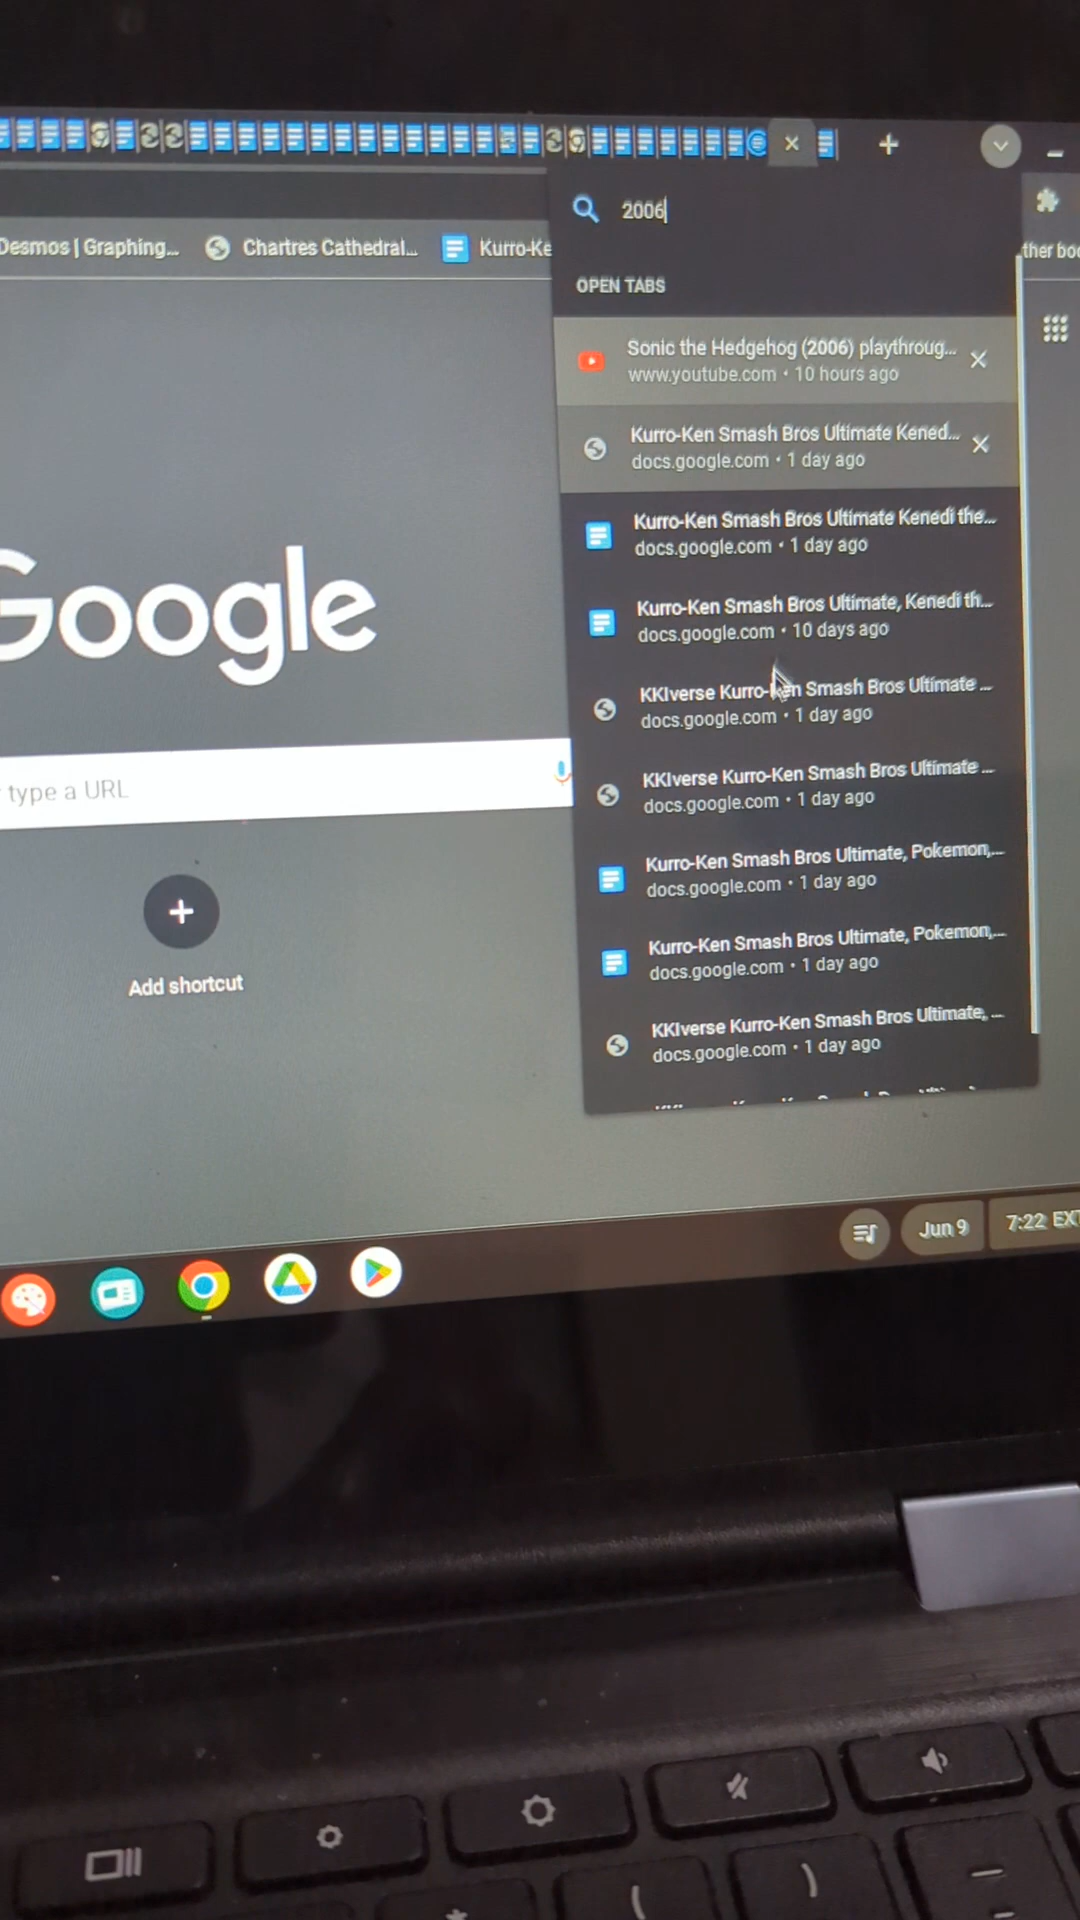 2006
Desmos | Graphing...
Chartres Cathedral...
Kurro-Ke
ther boo
OPEN TABS
Sonic the Hedgehog (2006) playthroug...
www.youtube.com • 10 hours ago
Kurro-Ken Smash Bros Ultimate Kened...
docs.google.com • 1 day ago
Kurro-Ken Smash Bros Ultimate Kenedi the...
docs.google.com • 1 day ago
Kurro-Ken Smash Bros Ultimate, Kenedi th...
docs.google.com • 10 days ago
KKIverse Kurro-Ken Smash Bros Ultimate ...
docs.google.com • 1 day ago
KKIverse Kurro-Ken Smash Bros Ultimate ...
docs.google.com • 1 day ago
Kurro-Ken Smash Bros Ultimate, Pokemon,...
docs.google.com • 1 day ago
Kurro-Ken Smash Bros Ultimate, Pokemon,...
docs.google.com • 1 day ago
KKIverse Kurro-Ken Smash Bros Ultimate, ...
docs.google.com • 1 day ago
Google
type a URL
Add shortcut
Jun 9
7:22 EXT